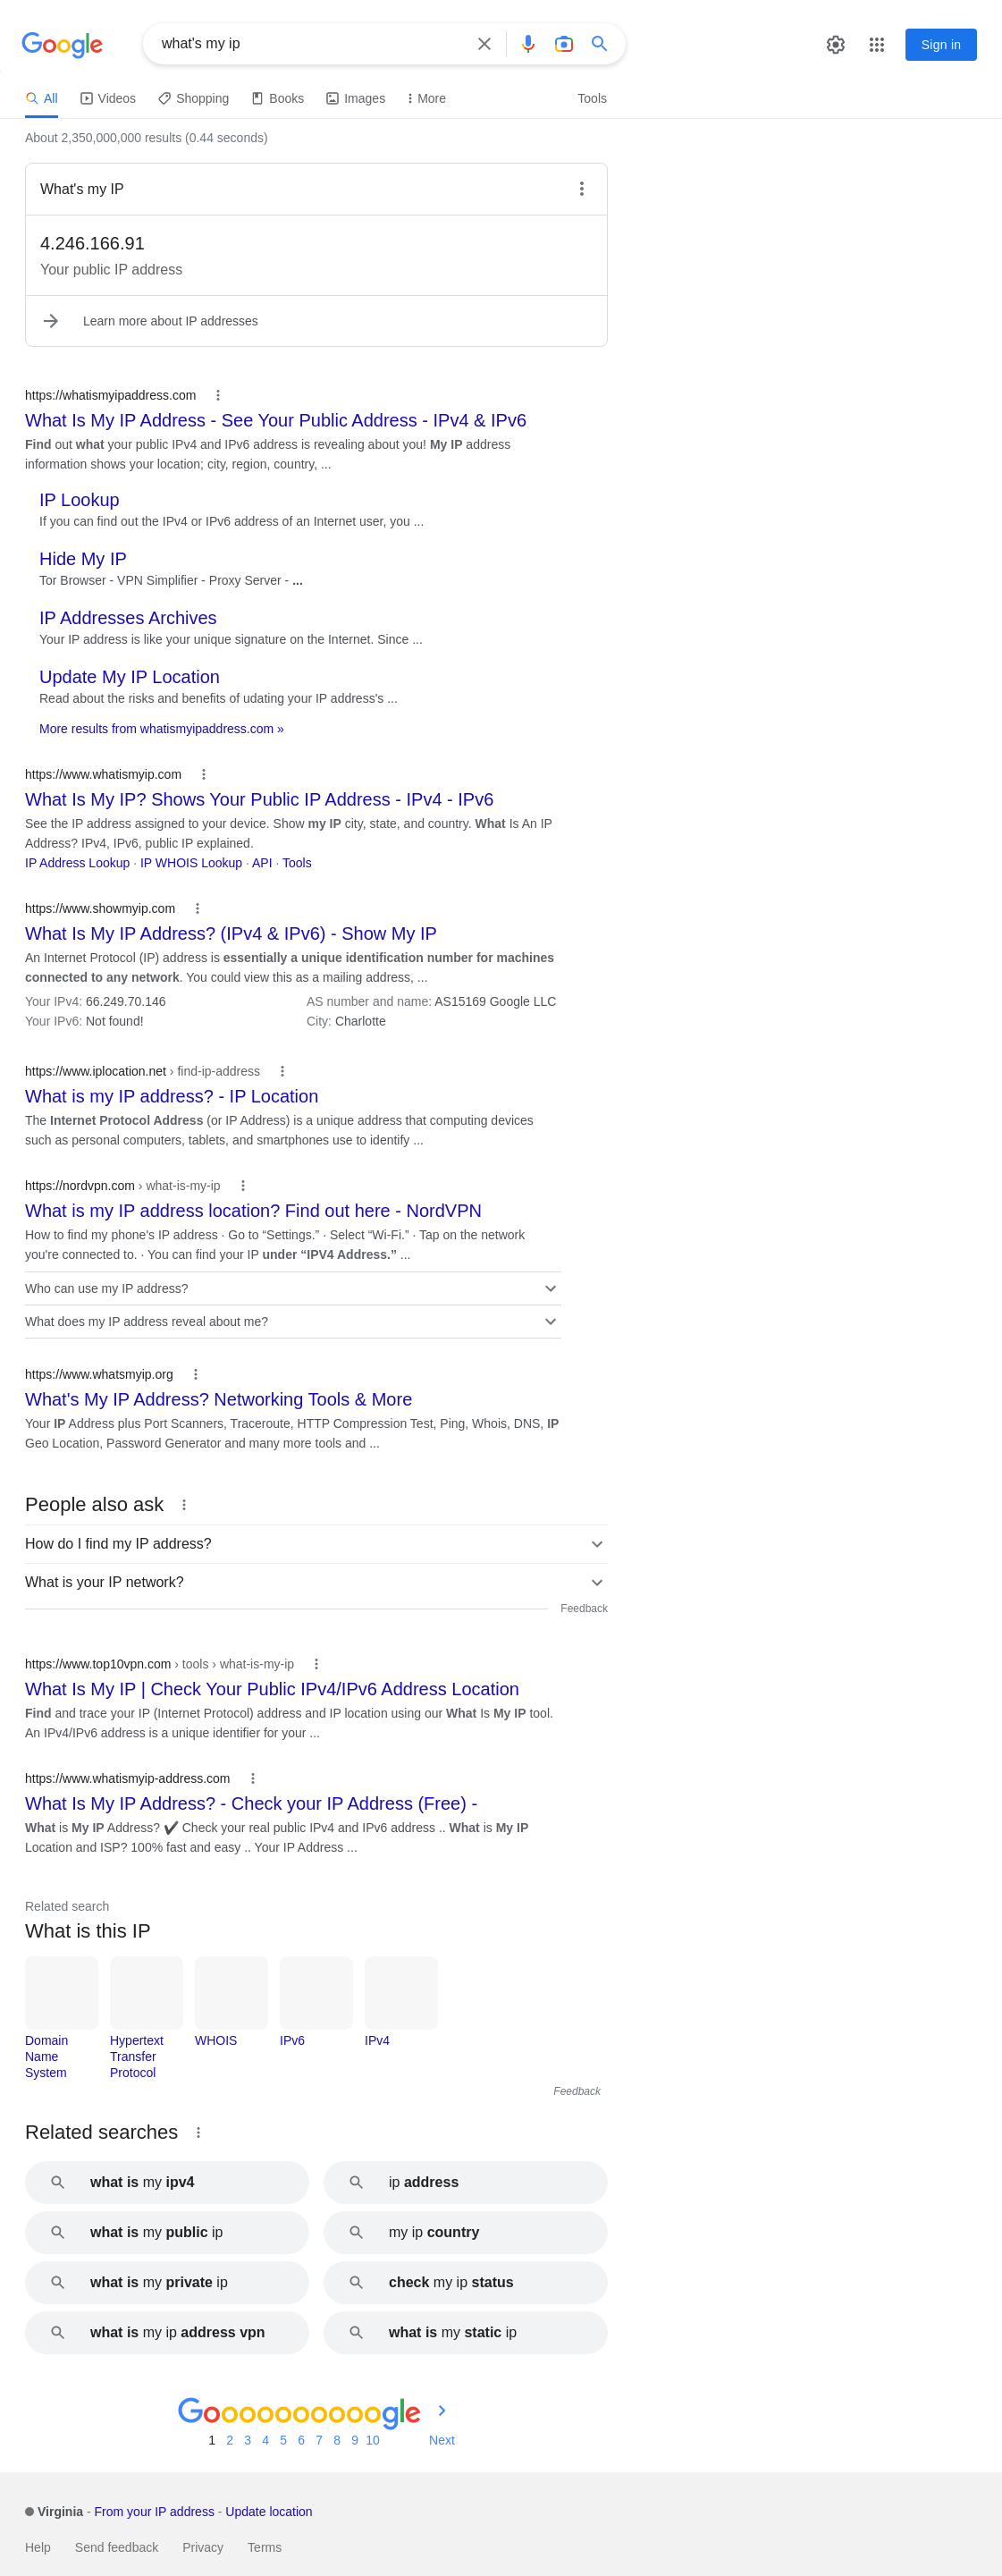 Google
what's my ip
Sign in
All
Videos
Shopping
Books
Images
More
Tools
About 2,350,000,000 results (0.44 seconds)
What's my IP
4.246.166.91
Your public IP address
Learn more about IP addresses
https://whatismyipaddress.com
What Is My IP Address - See Your Public Address - IPv4 & IPv6
Find out what your public IPv4 and IPv6 address is revealing about you! My IP address
information shows your location; city, region, country, ...
IP Lookup
If you can find out the IPv4 or IPv6 address of an Internet user, you ...
Hide My IP
Tor Browser - VPN Simplifier - Proxy Server - ...
IP Addresses Archives
Your IP address is like your unique signature on the Internet. Since ...
Update My IP Location
Read about the risks and benefits of udating your IP address's ...
More results from whatismyipaddress.com »
https://www.whatismyip.com
What Is My IP? Shows Your Public IP Address - IPv4 - IPv6
See the IP address assigned to your device. Show my IP city, state, and country. What Is An IP
Address? IPv4, IPv6, public IP explained.
IP Address Lookup · IP WHOIS Lookup · API · Tools
https://www.showmyip.com
What Is My IP Address? (IPv4 & IPv6) - Show My IP
An Internet Protocol (IP) address is essentially a unique identification number for machines
connected to any network. You could view this as a mailing address, ...
Your IPv4: 66.249.70.146
AS number and name: AS15169 Google LLC
Your IPv6: Not found!
City: Charlotte
https://www.iplocation.net › find-ip-address
What is my IP address? - IP Location
The Internet Protocol Address (or IP Address) is a unique address that computing devices
such as personal computers, tablets, and smartphones use to identify ...
https://nordvpn.com › what-is-my-ip
What is my IP address location? Find out here - NordVPN
How to find my phone's IP address · Go to “Settings.” · Select “Wi-Fi.” · Tap on the network
you're connected to. · You can find your IP under “IPV4 Address.” ...
Who can use my IP address?
What does my IP address reveal about me?
https://www.whatsmyip.org
What's My IP Address? Networking Tools & More
Your IP Address plus Port Scanners, Traceroute, HTTP Compression Test, Ping, Whois, DNS, IP
Geo Location, Password Generator and many more tools and ...
People also ask
How do I find my IP address?
What is your IP network?
Feedback
https://www.top10vpn.com › tools › what-is-my-ip
What Is My IP | Check Your Public IPv4/IPv6 Address Location
Find and trace your IP (Internet Protocol) address and IP location using our What Is My IP tool.
An IPv4/IPv6 address is a unique identifier for your ...
https://www.whatismyip-address.com
What Is My IP Address? - Check your IP Address (Free) -
What is My IP Address? ✔️ Check your real public IPv4 and IPv6 address .. What is My IP
Location and ISP? 100% fast and easy .. Your IP Address ...
Related search
What is this IP
Domain
Name
System
Hypertext
Transfer
Protocol
WHOIS
IPv6
IPv4
Feedback
Related searches
what is my ipv4
ip address
what is my public ip
my ip country
what is my private ip
check my ip status
what is my ip address vpn
what is my static ip
Goooooooooogle
1 2 3 4 5 6 7 8 9 10 Next
Virginia - From your IP address - Update location
Help
Send feedback
Privacy
Terms